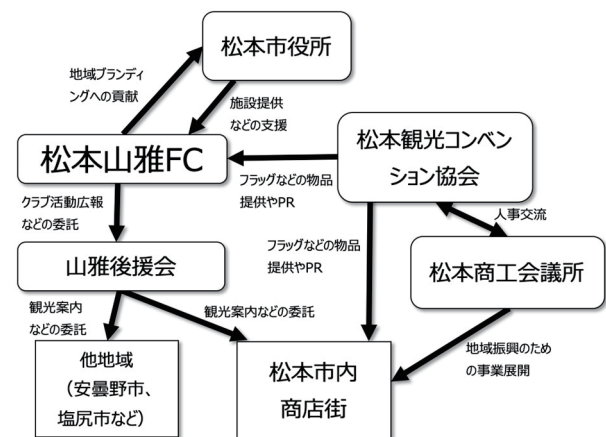 松本市役所
地域ブランディ
ングへの貢献
施設提供
などの支援
松本山雅FC
松本観光コンベン
ション協会
フラッグなどの物品
提供やPR
クラブ活動広報
などの委託
人事交流
フラッグなどの物品
提供やPR
山雅後援会
松本商工会議所
観光案内
などの委託
観光案内などの委託
他地域
（安曇野市、
塩尻市など）
松本市内
商店街
地域振興のため
の事業展開